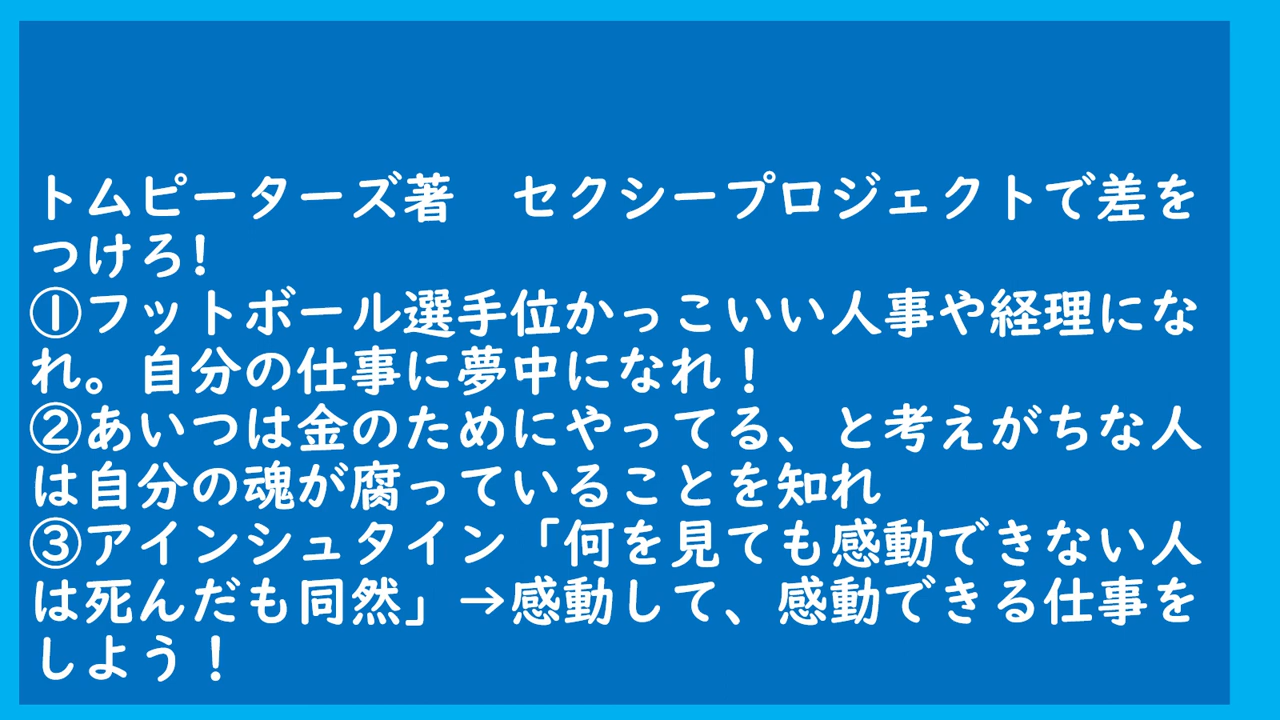 トムピーターズ著　セクシープロジェクトで差を
つけろ！
①フットボール選手位かっこいい人事や経理にな
れ。自分の仕事に夢中になれ！
②あいつは金のためにやってる、と考えがちな人
は自分の魂が腐っていることを知れ
③アインシュタイン「何を見ても感動できない人
は死んだも同然」→感動して、感動できる仕事を
しよう！